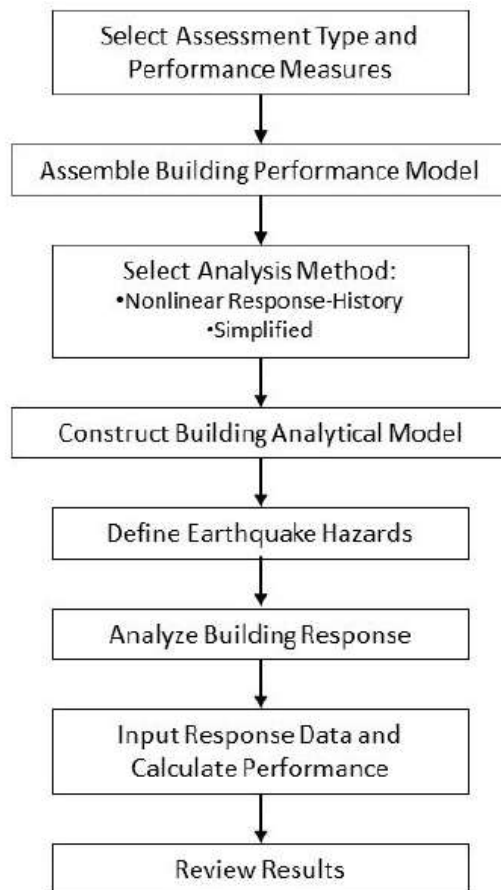 Select Assessment Type and
Performance Measures
Assemble Building Performance Model
Select Analysis Method:
•Nonlinear Response-History
•Simplified
Construct Building Analytical Model
Define Earthquake Hazards
Analyze Building Response
Input Response Data and
Calculate Performance
Review Results